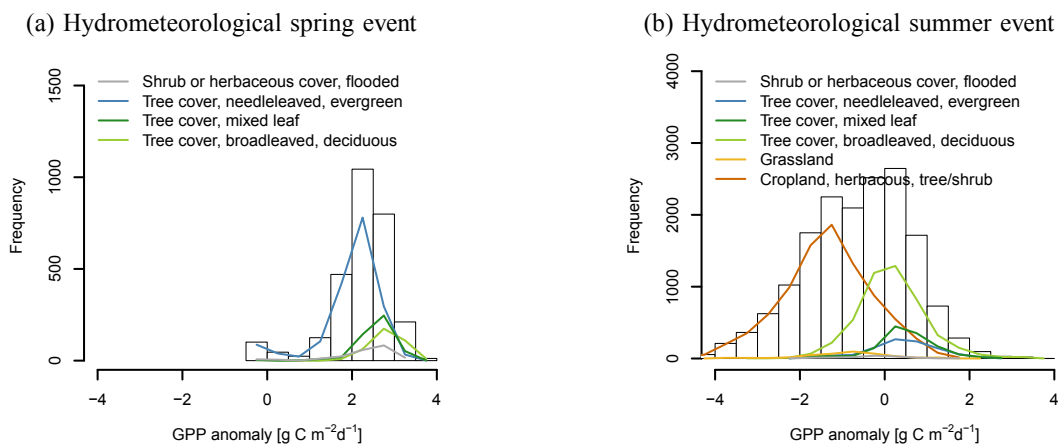 (a) Hydrometeorological spring event
Shrub or herbaceous cover, flooded
Tree cover, needleleaved, evergreen
Tree cover, mixed leaf
Tree cover, broadleaved, deciduous
Frequency
1500
1000
500
0
−4 −2 0 2 4
GPP anomaly [g C m−2d−1]
(b) Hydrometeorological summer event
Shrub or herbaceous cover, flooded
Tree cover, needleleaved, evergreen
Tree cover, mixed leaf
Tree cover, broadleaved, deciduous
Grassland
Cropland, herbacous, tree/shrub
Frequency
4000
3000
2000
1000
0
−4 −2 0 2 4
GPP anomaly [g C m−2d−1]